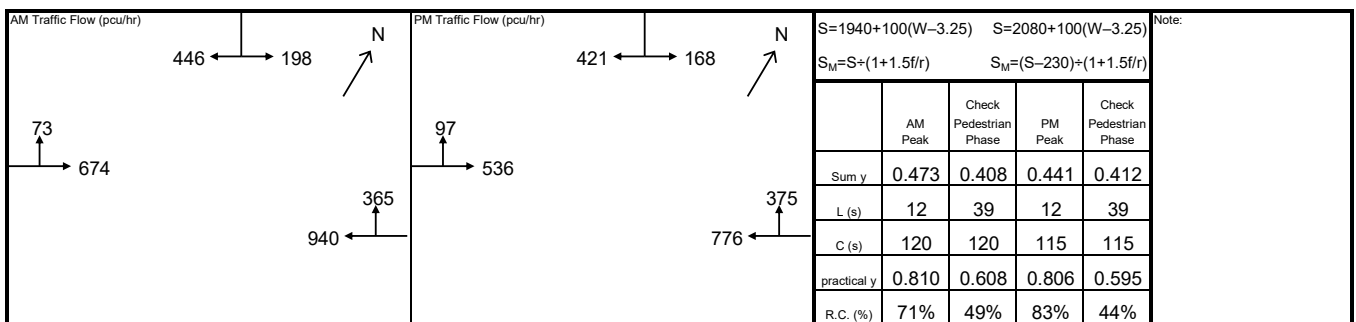 AM Traffic Flow (pcu/hr)
N
446 198
73
674
365
940
PM Traffic Flow (pcu/hr)
N
421 168
97
536
375
776
S=1940+100(W–3.25) S=2080+100(W–3.25)
S_M=S÷(1+1.5f/r) S_M=(S–230)÷(1+1.5f/r)
AM Peak Check Pedestrian Phase PM Peak Check Pedestrian Phase
Sum y 0.473 0.408 0.441 0.412
L (s) 12 39 12 39
C (s) 120 120 115 115
practical y 0.810 0.608 0.806 0.595
R.C. (%) 71% 49% 83% 44%
Note: